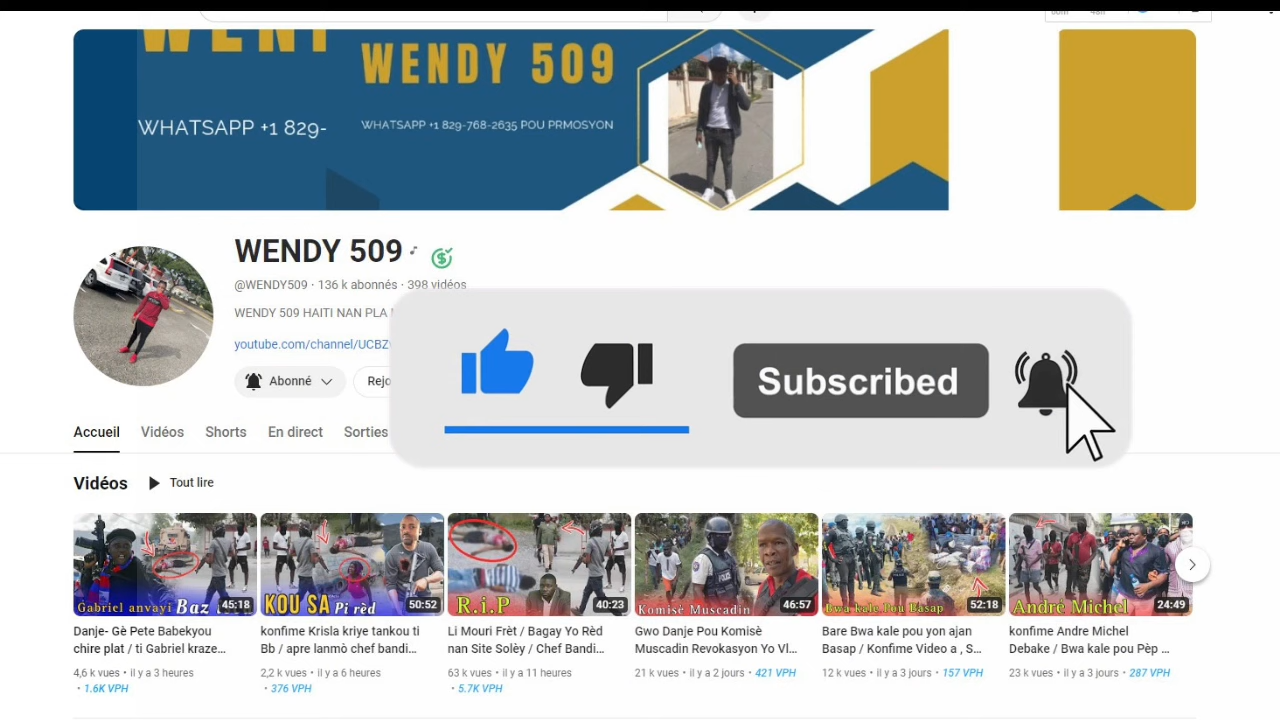 WENDY 509
WHATSAPP +1 829-
WHATSAPP +1 829-768-2635 POU PRMOSYON
WENDY 509
@WENDY509 · 136 k abonnés · 398 vidéos
WENDY 509 HAITI NAN PLA
youtube.com/channel/UCBZ
Abonné
Rejo
Subscribed
Accueil Vidéos Shorts En direct Sorties
Vidéos Tout lire
Gabriel anvayi Baz
45:18
KOU SA Pi rèd
50:52
R.i.P
40:23
Komisè Muscadin
46:57
Bwa kale Pou Basap
52:18
Andrè Michel
24:49
Danje- Gè Pete Babekyou
chire plat / ti Gabriel kraze...
4,6 k vues · il y a 3 heures
· 1.6K VPH
konfime Krisla kriye tankou ti
Bb / apre lanmò chef bandi...
2,2 k vues · il y a 6 heures
· 376 VPH
Li Mouri Frèt / Bagay Yo Rèd
nan Site Solèy / Chef Bandi...
63 k vues · il y a 11 heures
· 5.7K VPH
Gwo Danje Pou Komisè
Muscadin Revokasyon Yo Vl...
21 k vues · il y a 2 jours · 421 VPH
Bare Bwa kale pou yon ajan
Basap / Konfime Video a , S...
12 k vues · il y a 3 jours · 157 VPH
konfime Andre Michel
Debake / Bwa kale pou Pèp ...
23 k vues · il y a 3 jours · 287 VPH